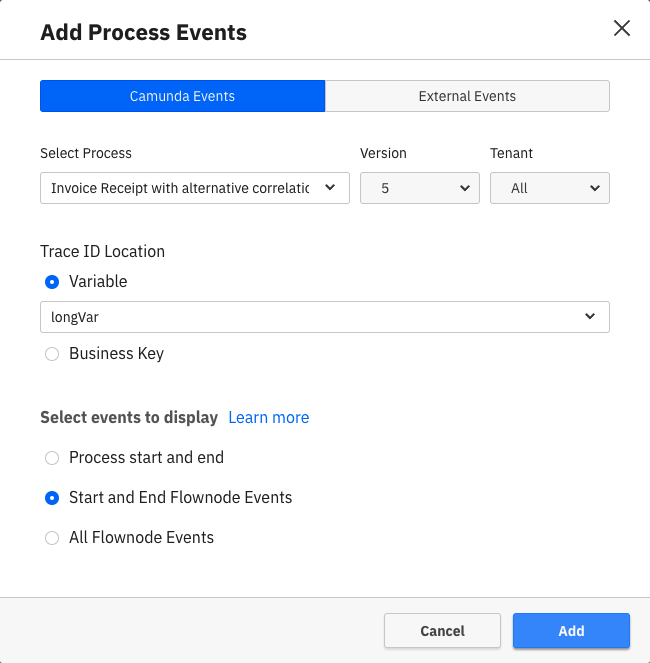 Add Process Events
Camunda Events External Events
Select Process Version Tenant
Invoice Receipt with alternative correlatio 5 All
Trace ID Location
Variable
longVar
Business Key
Select events to display Learn more
Process start and end
Start and End Flownode Events
All Flownode Events
Cancel Add